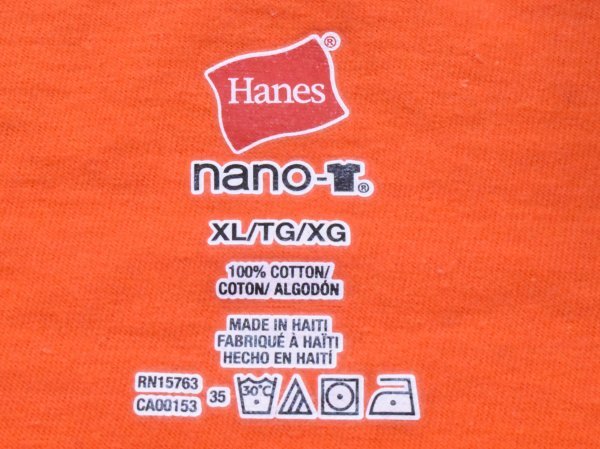 Hanes®
nano-®
XL/TG/XG
100% COTTON/
COTON/ ALGODÓN
MADE IN HAITI
FABRIQUÉ À HAÏTI
HECHO EN HAITÍ
RN15763
CA00153
35
30°C